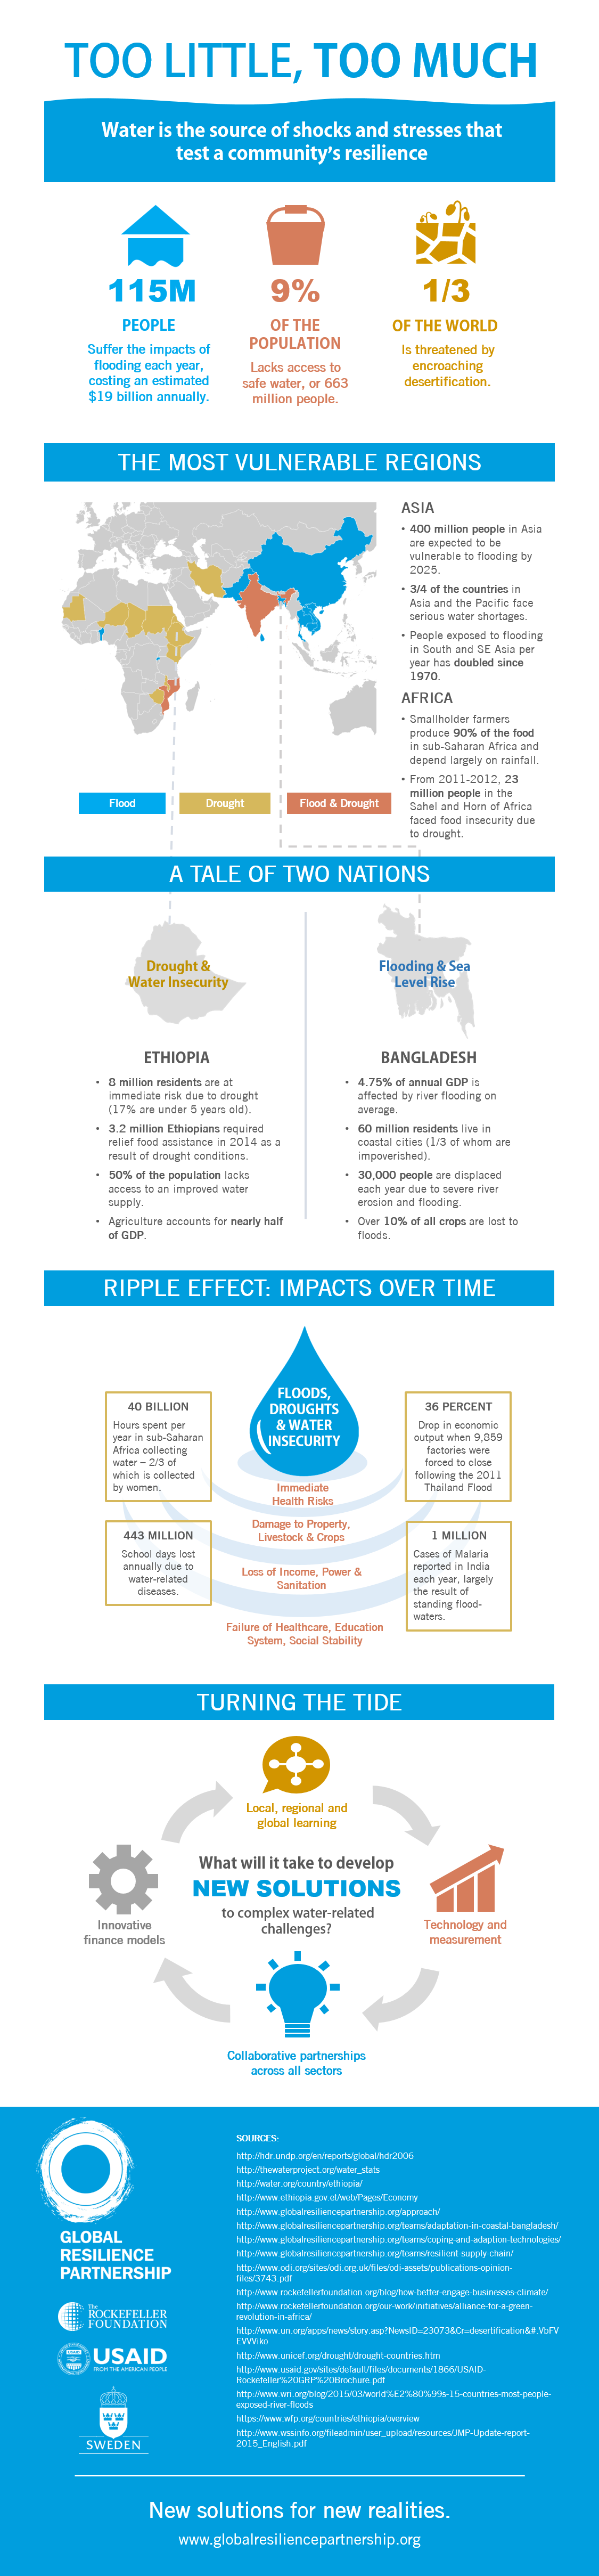 TOO LITTLE, TOO MUCH
Water is the source of shocks and stresses that
test a community's resilience
115M
PEOPLE
Suffer the impacts of
flooding each year,
costing an estimated
$19 billion annually.
9%
OF THE
POPULATION
Lacks access to
safe water, or 663
million people.
1/3
OF THE WORLD
Is threatened by
encroaching
desertification.
THE MOST VULNERABLE REGIONS
Flood
Drought
Flood & Drought
ASIA
• 400 million people in Asia
are expected to be
vulnerable to flooding by
2025.
• 3/4 of the countries in
Asia and the Pacific face
serious water shortages.
• People exposed to flooding
in South and SE Asia per
year has doubled since
1970.
AFRICA
• Smallholder farmers
produce 90% of the food
in sub-Saharan Africa and
depend largely on rainfall.
• From 2011-2012, 23
million people in the
Sahel and Horn of Africa
faced food insecurity due
to drought.
A TALE OF TWO NATIONS
Drought &
Water Insecurity
ETHIOPIA
• 8 million residents are at
immediate risk due to drought
(17% are under 5 years old).
• 3.2 million Ethiopians required
relief food assistance in 2014 as a
result of drought conditions.
• 50% of the population lacks
access to an improved water
supply.
• Agriculture accounts for nearly half
of GDP.
Flooding & Sea
Level Rise
BANGLADESH
• 4.75% of annual GDP is
affected by river flooding on
average.
• 60 million residents live in
coastal cities (1/3 of whom are
impoverished).
• 30,000 people are displaced
each year due to severe river
erosion and flooding.
• Over 10% of all crops are lost to
floods.
RIPPLE EFFECT: IMPACTS OVER TIME
FLOODS,
DROUGHTS
& WATER
INSECURITY
40 BILLION
Hours spent per
year in sub-Saharan
Africa collecting
water – 2/3 of
which is collected
by women.
36 PERCENT
Drop in economic
output when 9,859
factories were
forced to close
following the 2011
Thailand Flood
Immediate
Health Risks
Damage to Property,
Livestock & Crops
443 MILLION
School days lost
annually due to
water-related
diseases.
1 MILLION
Cases of Malaria
reported in India
each year, largely
the result of
standing flood-
waters.
Loss of Income, Power &
Sanitation
Failure of Healthcare, Education
System, Social Stability
TURNING THE TIDE
Local, regional and
global learning
What will it take to develop
NEW SOLUTIONS
to complex water-related
challenges?
Innovative
finance models
Technology and
measurement
Collaborative partnerships
across all sectors
GLOBAL
RESILIENCE
PARTNERSHIP
The
ROCKEFELLER
FOUNDATION
USAID
FROM THE AMERICAN PEOPLE
SWEDEN
SOURCES:
http://hdr.undp.org/en/reports/global/hdr2006
http://thewaterproject.org/water_stats
http://water.org/country/ethiopia/
http://www.ethiopia.gov.et/web/Pages/Economy
http://www.globalresiliencepartnership.org/approach/
http://www.globalresiliencepartnership.org/teams/adaptation-in-coastal-bangladesh/
http://www.globalresiliencepartnership.org/teams/coping-and-adaption-technologies/
http://www.globalresiliencepartnership.org/teams/resilient-supply-chain/
http://www.odi.org/sites/odi.org.uk/files/odi-assets/publications-opinion-
files/3743.pdf
http://www.rockefellerfoundation.org/blog/how-better-engage-businesses-climate/
http://www.rockefellerfoundation.org/our-work/initiatives/alliance-for-a-green-
revolution-in-africa/
http://www.un.org/apps/news/story.asp?NewsID=23073&Cr=desertification&#.VbFV
EVVViko
http://www.unicef.org/drought/drought-countries.htm
http://www.usaid.gov/sites/default/files/documents/1866/USAID-
Rockefeller%20GRP%20Brochure.pdf
http://www.wri.org/blog/2015/03/world%E2%80%99s-15-countries-most-people-
exposed-river-floods
https://www.wfp.org/countries/ethiopia/overview
http://www.wssinfo.org/fileadmin/user_upload/resources/JMP-Update-report-
2015_English.pdf
New solutions for new realities.
www.globalresiliencepartnership.org